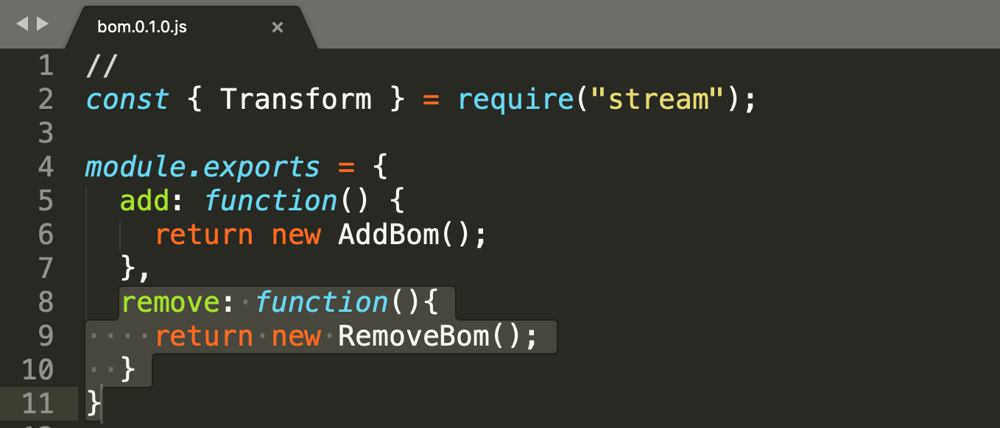 bom.0.1.0.js
1 //
2 const { Transform } = require("stream");
3
4 module.exports = {
5   add: function() {
6     return new AddBom();
7   },
8   remove: function(){
9     return new RemoveBom();
10   }
11 }